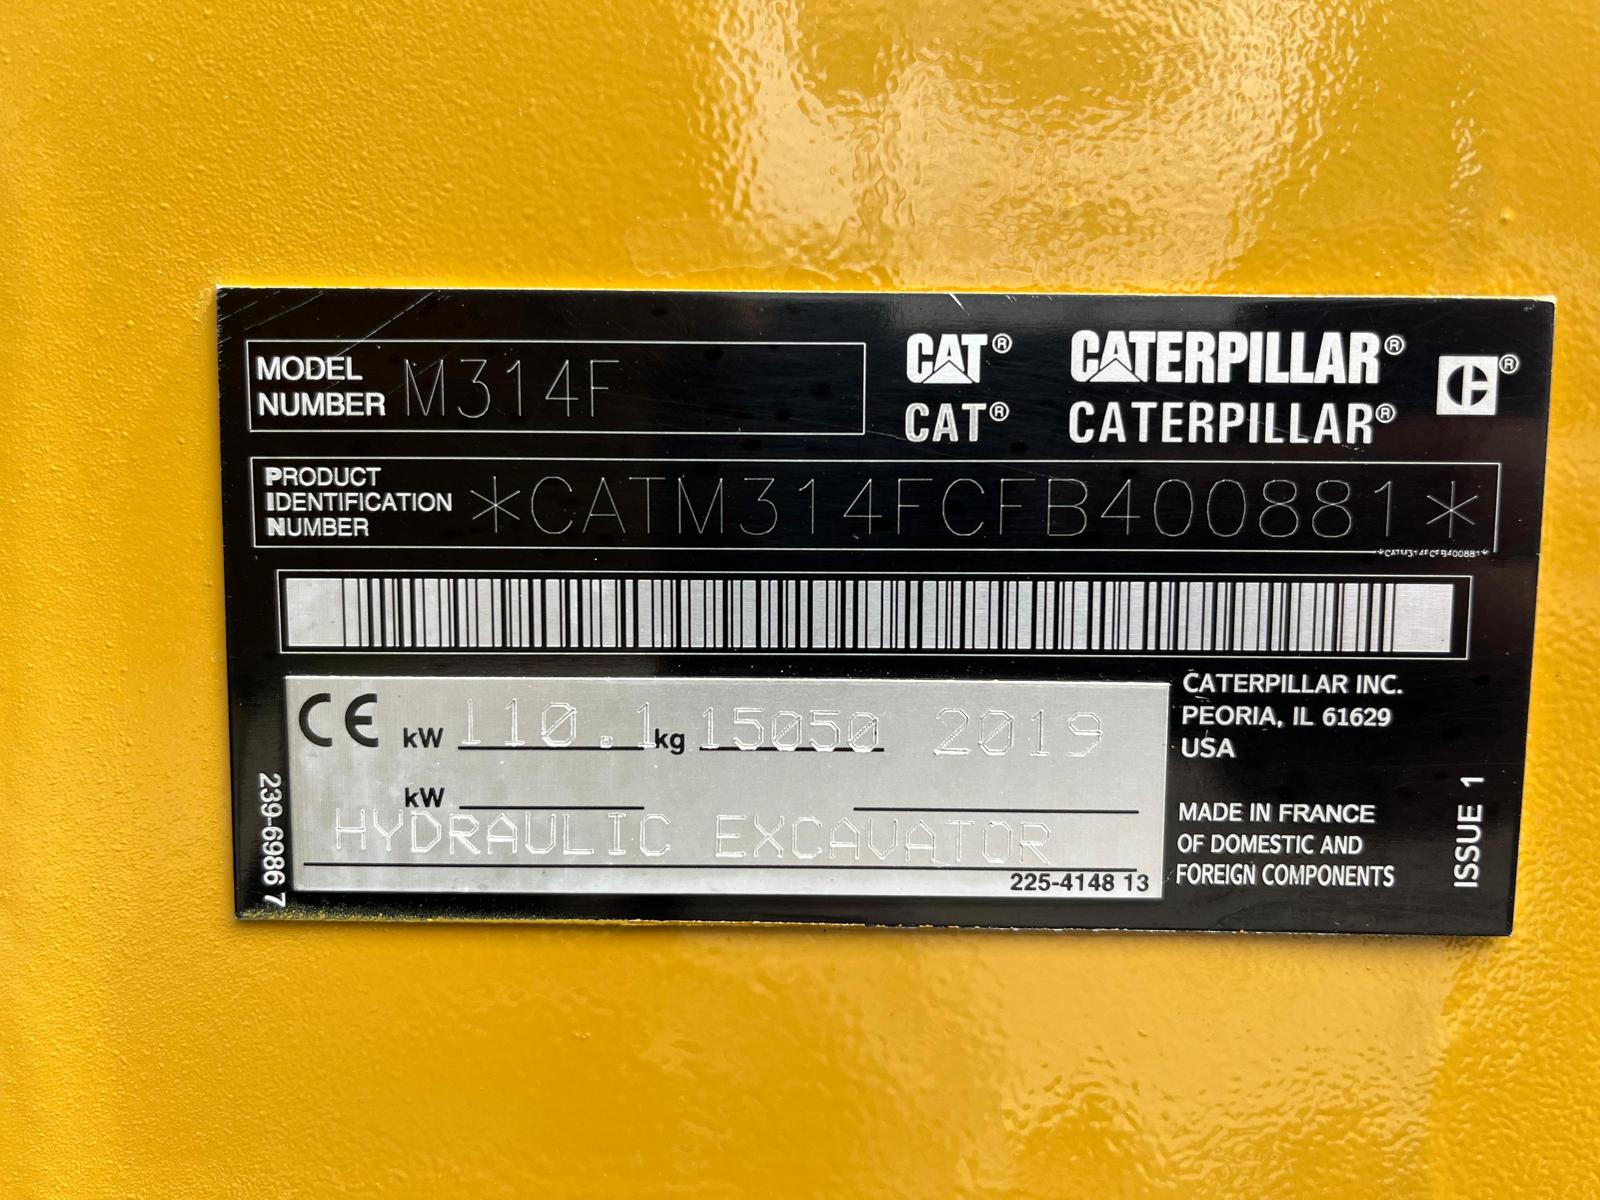 MODEL NUMBER M314F
CAT® CATERPILLAR® ®
CAT® CATERPILLAR®
PRODUCT IDENTIFICATION NUMBER *CATM314FCFB400881*
*CATM314FCFB400881*
CE kW 110.1 kg 15050 2019
kW
HYDRAULIC EXCAVATOR
225-4148 13
CATERPILLAR INC.
PEORIA, IL 61629
USA
MADE IN FRANCE
OF DOMESTIC AND
FOREIGN COMPONENTS
239-6986 7
ISSUE 1